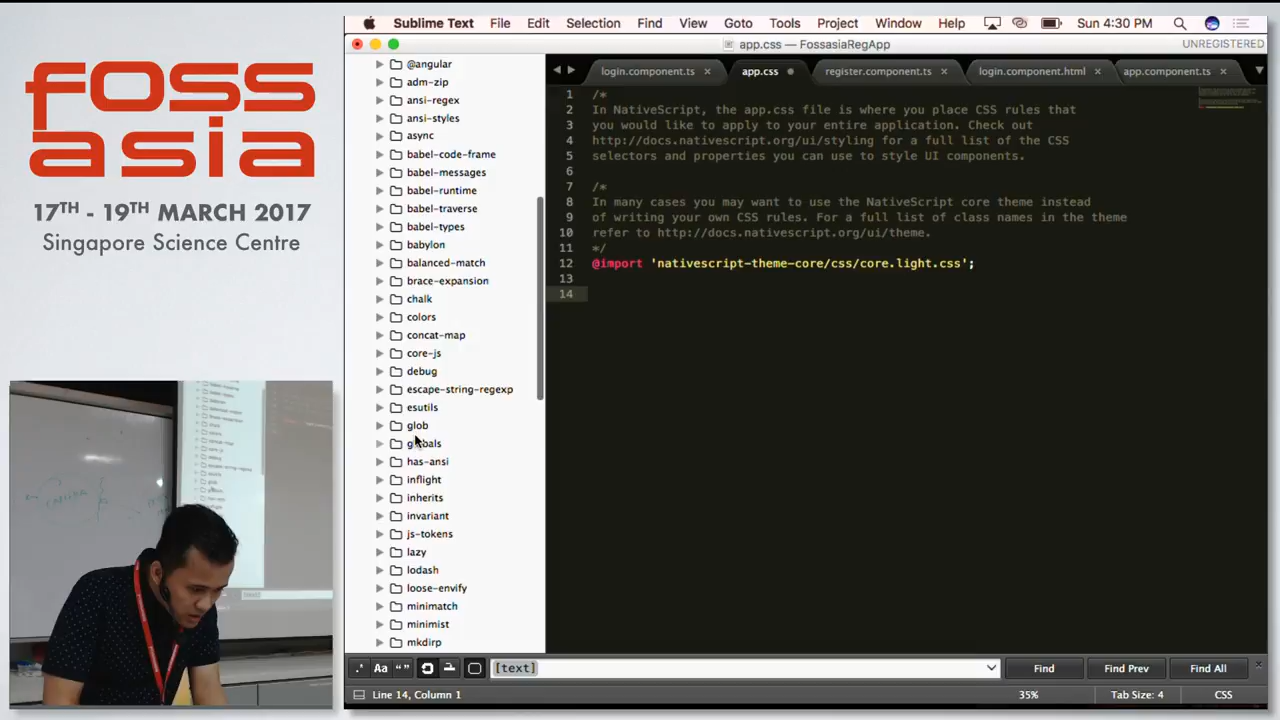 foss
asia
17TH - 19TH MARCH 2017
Singapore Science Centre
Sublime Text File Edit Selection Find View Goto Tools Project Window Help Sun 4:30 PM
app.css — FossasiaRegApp
UNREGISTERED
login.component.ts
app.css
register.component.ts
login.component.html
app.component.ts
@angular
adm-zip
ansi-regex
ansi-styles
async
babel-code-frame
babel-messages
babel-runtime
babel-traverse
babel-types
babylon
balanced-match
brace-expansion
chalk
colors
concat-map
core-js
debug
escape-string-regexp
esutils
glob
globals
has-ansi
inflight
inherits
invariant
js-tokens
lazy
lodash
loose-envify
minimatch
minimist
mkdirp
1 /*
2 In NativeScript, the app.css file is where you place CSS rules that
3 you would like to apply to your entire application. Check out
4 http://docs.nativescript.org/ui/styling for a full list of the CSS
5 selectors and properties you can use to style UI components.
6
7 /*
8 In many cases you may want to use the NativeScript core theme instead
9 of writing your own CSS rules. For a full list of class names in the theme
10 refer to http://docs.nativescript.org/ui/theme.
11 */
12 @import 'nativescript-theme-core/css/core.light.css';
13
14
.* Aa “” [text] Find Find Prev Find All
Line 14, Column 1 35% Tab Size: 4 CSS